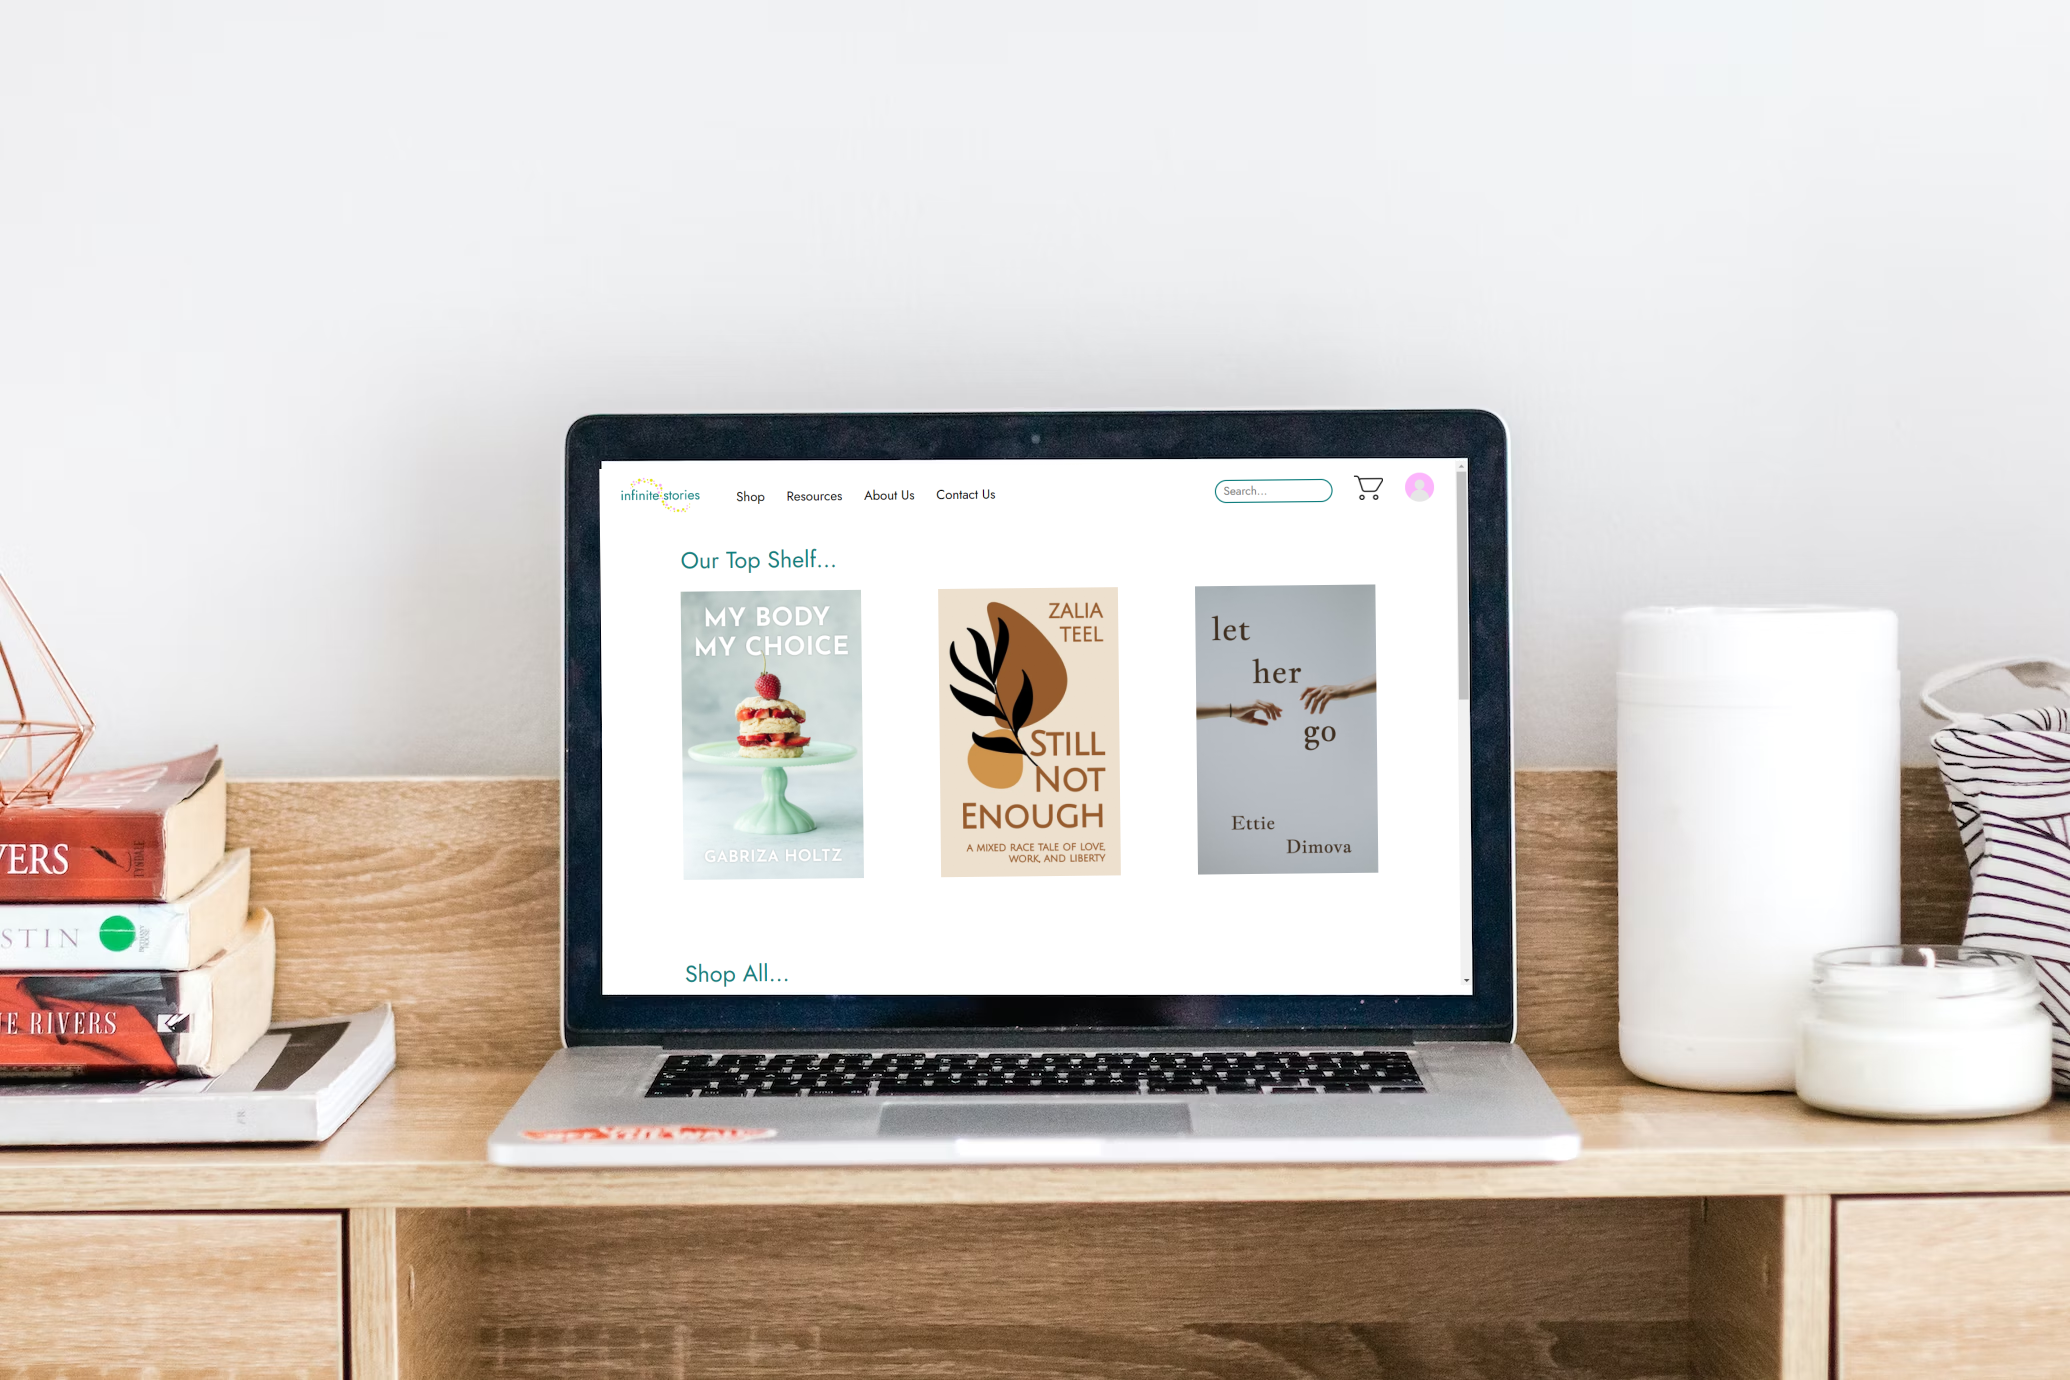 infinite stories
Shop
Resources
About Us
Contact Us
Search...
Our Top Shelf...
MY BODY
MY CHOICE
GABRIZA HOLTZ
ZALIA
TEEL
STILL
NOT
ENOUGH
A MIXED RACE TALE OF LOVE,
WORK, AND LIBERTY
let
her
go
Ettie
Dimova
Shop All...
VERS
TYNDALE
STIN
RIVERS